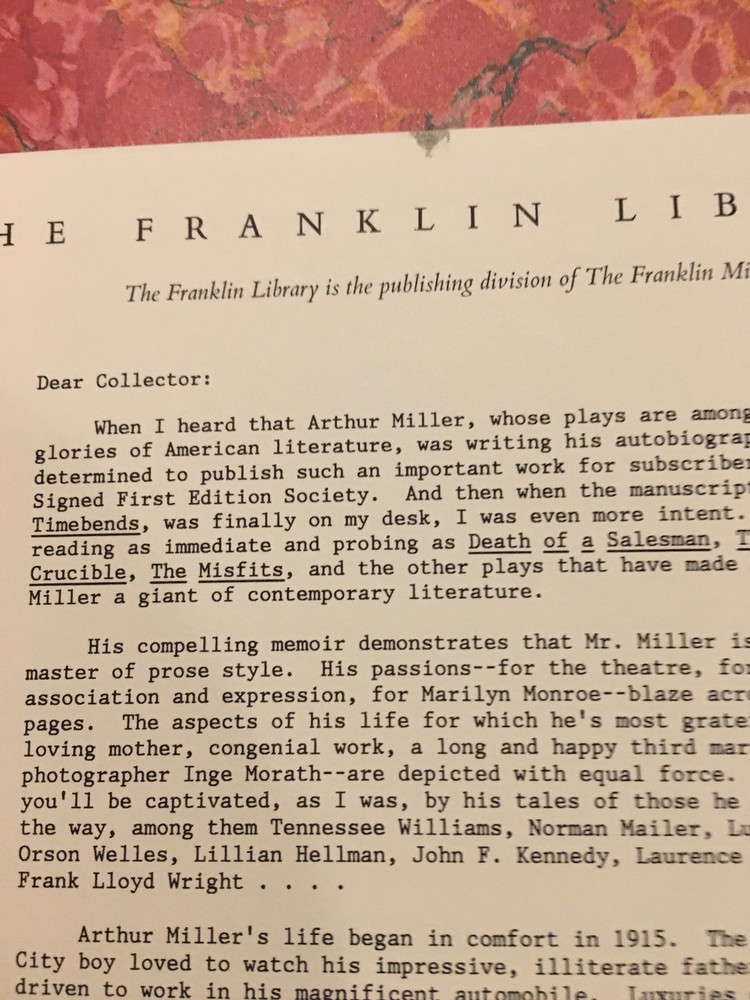 HE FRANKLIN LIB
The Franklin Library is the publishing division of The Franklin Mi
Dear Collector:
When I heard that Arthur Miller, whose plays are among
glories of American literature, was writing his autobiograp
determined to publish such an important work for subscriber
Signed First Edition Society. And then when the manuscript
Timebends, was finally on my desk, I was even more intent.
reading as immediate and probing as Death of a Salesman, T
Crucible, The Misfits, and the other plays that have made
Miller a giant of contemporary literature.
His compelling memoir demonstrates that Mr. Miller is
master of prose style. His passions--for the theatre, for
association and expression, for Marilyn Monroe--blaze acro
pages. The aspects of his life for which he's most grate
loving mother, congenial work, a long and happy third mar
photographer Inge Morath--are depicted with equal force.
you'll be captivated, as I was, by his tales of those he
the way, among them Tennessee Williams, Norman Mailer, Lu
Orson Welles, Lillian Hellman, John F. Kennedy, Laurence
Frank Lloyd Wright . . . .
Arthur Miller's life began in comfort in 1915. The
City boy loved to watch his impressive, illiterate fathe
driven to work in his magnificent automobile. Luxuries